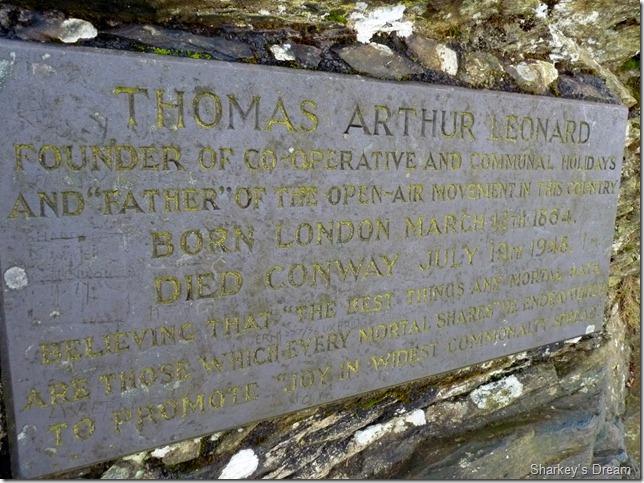 THOMAS ARTHUR LEONARD
FOUNDER OF CO-OPERATIVE AND COMMUNAL HOLIDAYS
AND "FATHER" OF THE OPEN-AIR MOVEMENT IN THIS COUNTRY
BORN LONDON MARCH 1864.
DIED CONWAY JULY 19TH 1948.
BELIEVING THAT "THE BEST THINGS ANY MORTAL HATH
ARE THOSE WHICH EVERY MORTAL SHARES" HE ENDEAVOURED
TO PROMOTE "JOY IN WIDEST COMMONALTY SPREAD"
Sharkey's Dream